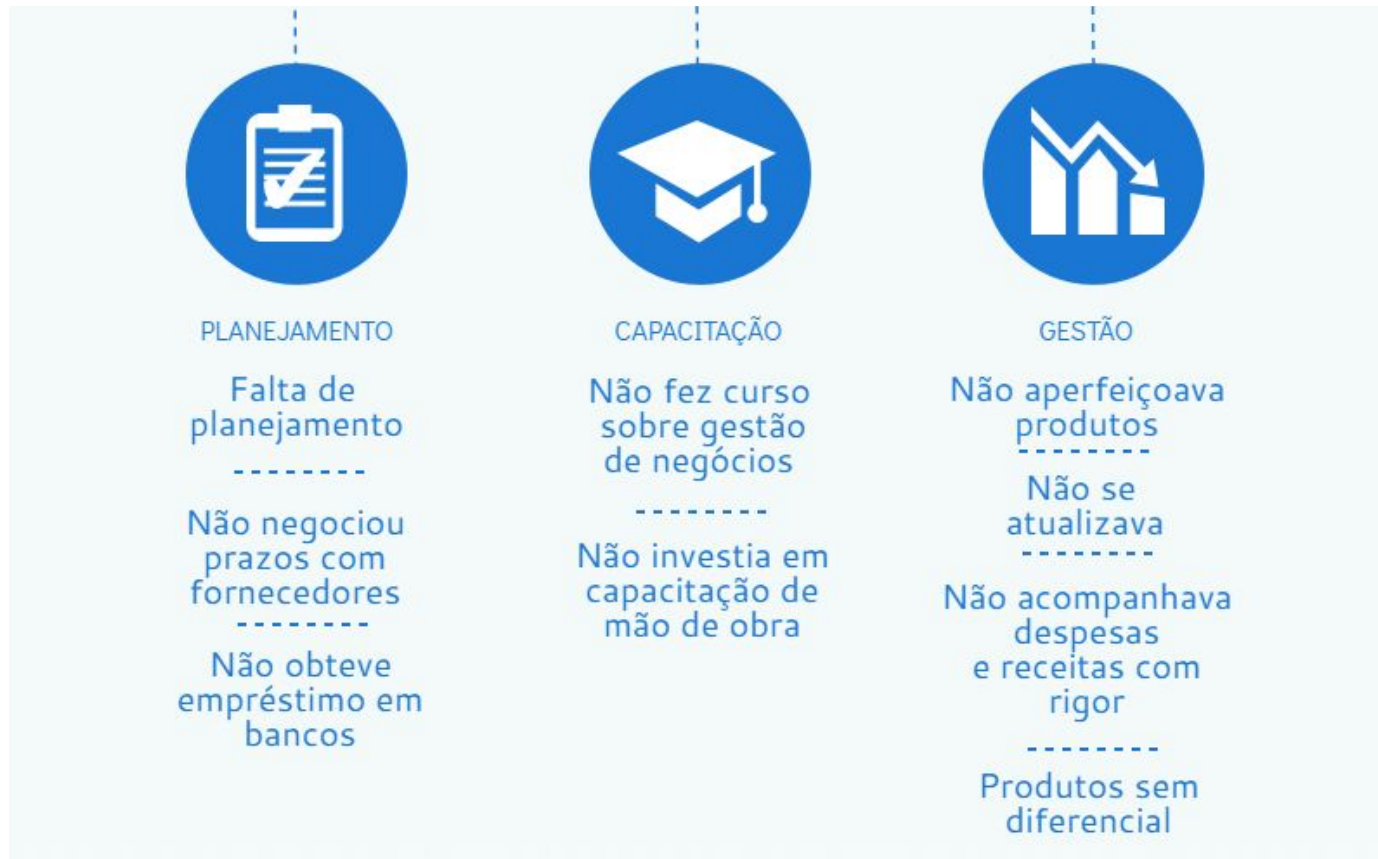 PLANEJAMENTO
Falta de
planejamento
Não negociou
prazos com
fornecedores
Não obteve
empréstimo em
bancos
CAPACITAÇÃO
Não fez curso
sobre gestão
de negócios
Não investia em
capacitação de
mão de obra
GESTÃO
Não aperfeiçoava
produtos
Não se
atualizava
Não acompanhava
despesas
e receitas com
rigor
Produtos sem
diferencial